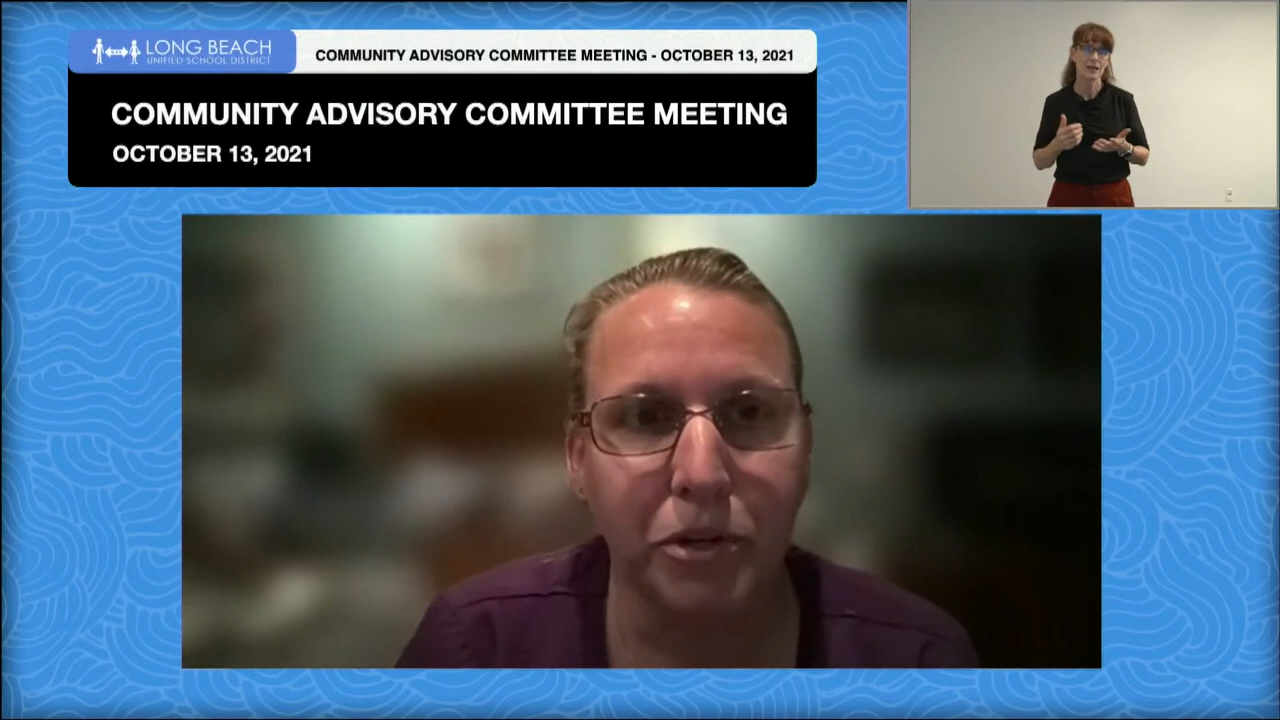 LONG BEACH
UNIFIED SCHOOL DISTRICT
COMMUNITY ADVISORY COMMITTEE MEETING - OCTOBER 13, 2021
COMMUNITY ADVISORY COMMITTEE MEETING
OCTOBER 13, 2021